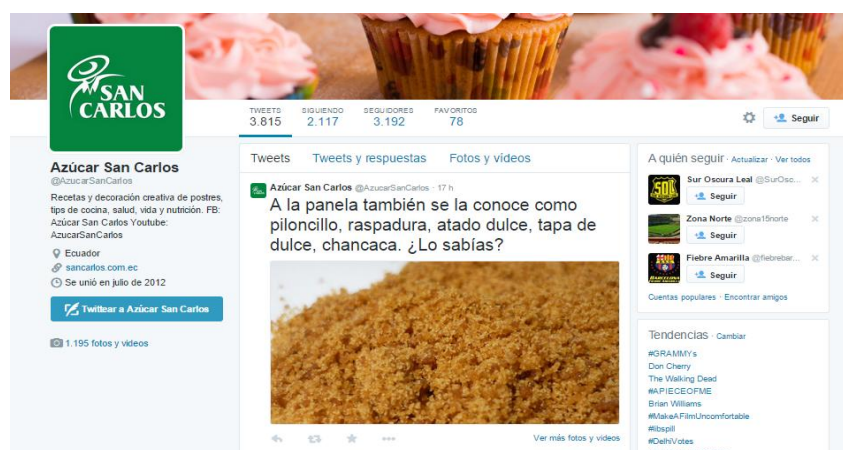 SAN
CARLOS
TWEETS
3.815
SIGUIENDO
2.117
SEGUIDORES
3.192
FAVORITOS
78
Seguir
Azúcar San Carlos
@AzucarSanCarlos
Recetas y decoración creativa de postres,
tips de cocina, salud, vida y nutrición. FB:
Azúcar San Carlos Youtube:
AzucarSanCarlos
Ecuador
sancarlos.com.ec
Se unió en julio de 2012
Twittear a Azúcar San Carlos
1.195 fotos y videos
Tweets Tweets y respuestas Fotos y videos
Azúcar San Carlos @AzucarSanCarlos · 17 h
A la panela también se la conoce como
piloncillo, raspadura, atado dulce, tapa de
dulce, chancaca. ¿Lo sabías?
Ver más fotos y videos
A quién seguir · Actualizar · Ver todos
Sur Oscura Leal @SurOsc...
Seguir
Zona Norte @zona15norte
Seguir
Fiebre Amarilla @fiebrebar...
Seguir
Cuentas populares · Encontrar amigos
Tendencias · Cambiar
#GRAMMYs
Don Cherry
The Walking Dead
#APIECEOFME
Brian Williams
#MakeAFilmUncomfortable
#libspill
#DelhiVotes